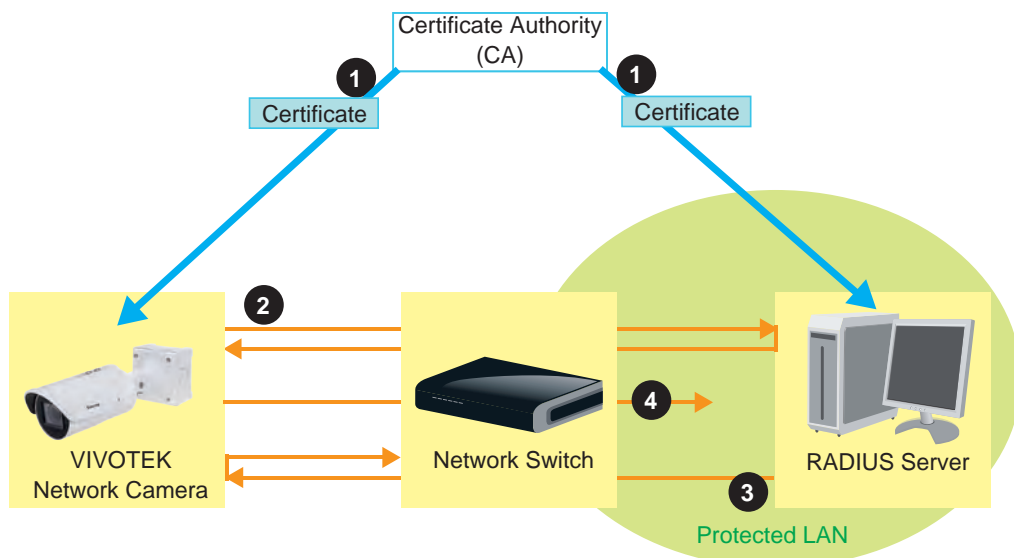 Certificate Authority
(CA)
1
1
Certificate
Certificate
2
4
VIVOTEK
Network Camera
Network Switch
RADIUS Server
3
Protected LAN